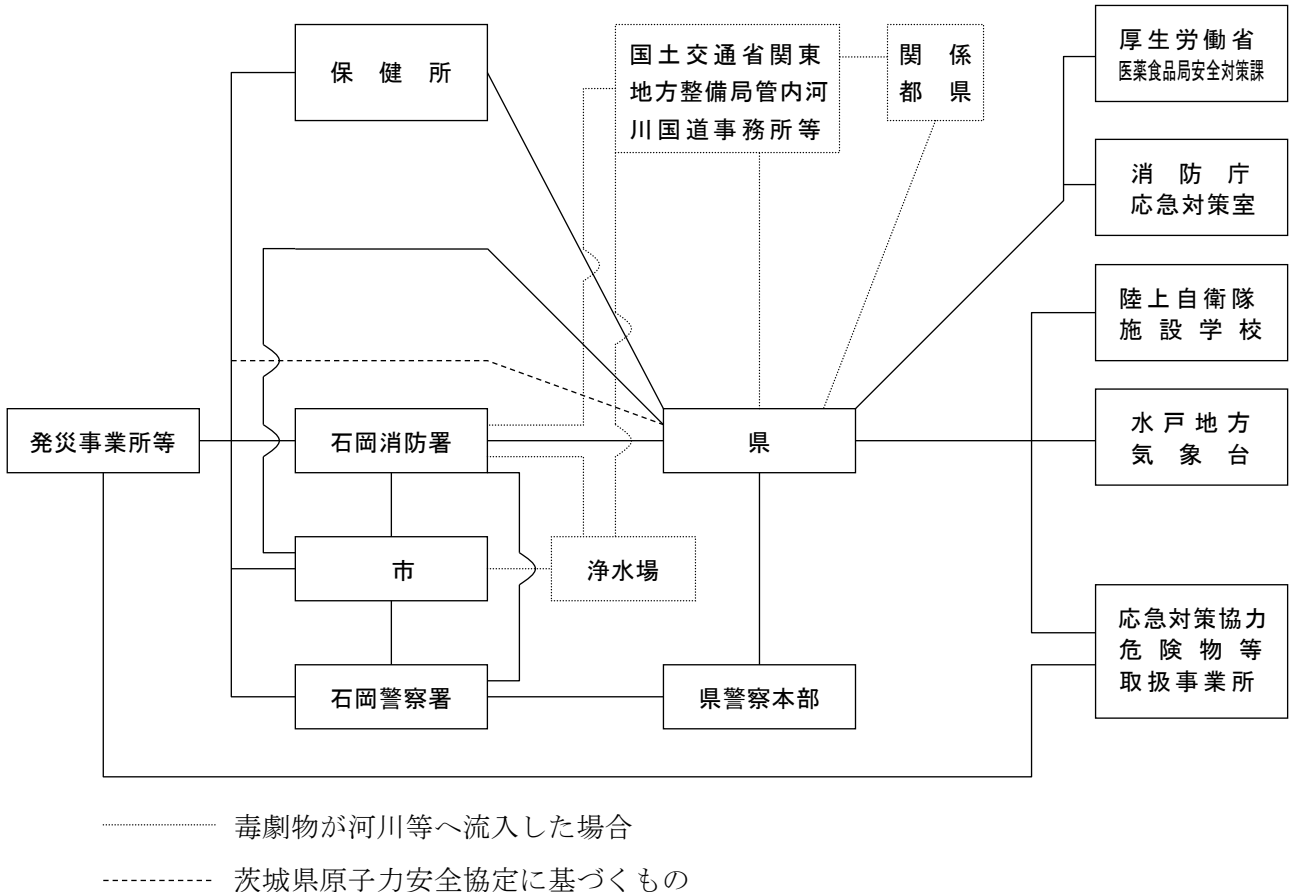 保健所
国土交通省関東
地方整備局管内河
川国道事務所等
関係
都県
厚生労働省
医薬食品局安全対策課
消防庁
応急対策室
陸上自衛隊
施設学校
発災事業所等
石岡消防署
県
水戸地方
気象台
市
浄水場
石岡警察署
県警察本部
応急対策協力
危険物等
取扱事業所
毒劇物が河川等へ流入した場合
茨城県原子力安全協定に基づくもの